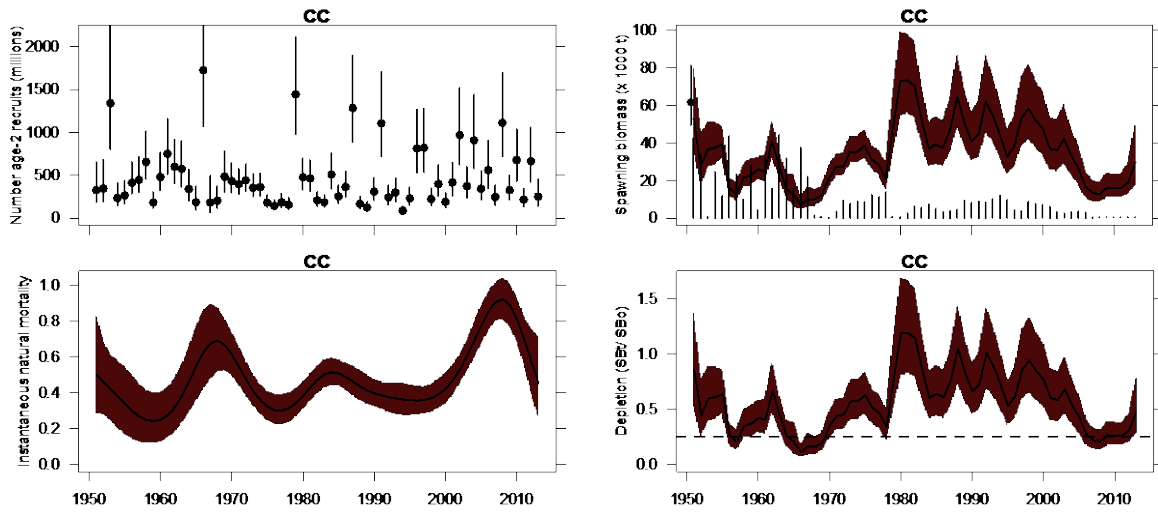 CC
Number age-2 recruits (millions)
2000
1500
1000
500
0
CC
Spawning biomass (x 1000 t)
100
80
60
40
20
0
CC
Instantaneous natural mortality
1.0
0.8
0.6
0.4
0.2
0.0
1950 1960 1970 1980 1990 2000 2010
CC
Depletion (SBt/ SBo)
1.5
1.0
0.5
0.0
1950 1960 1970 1980 1990 2000 2010